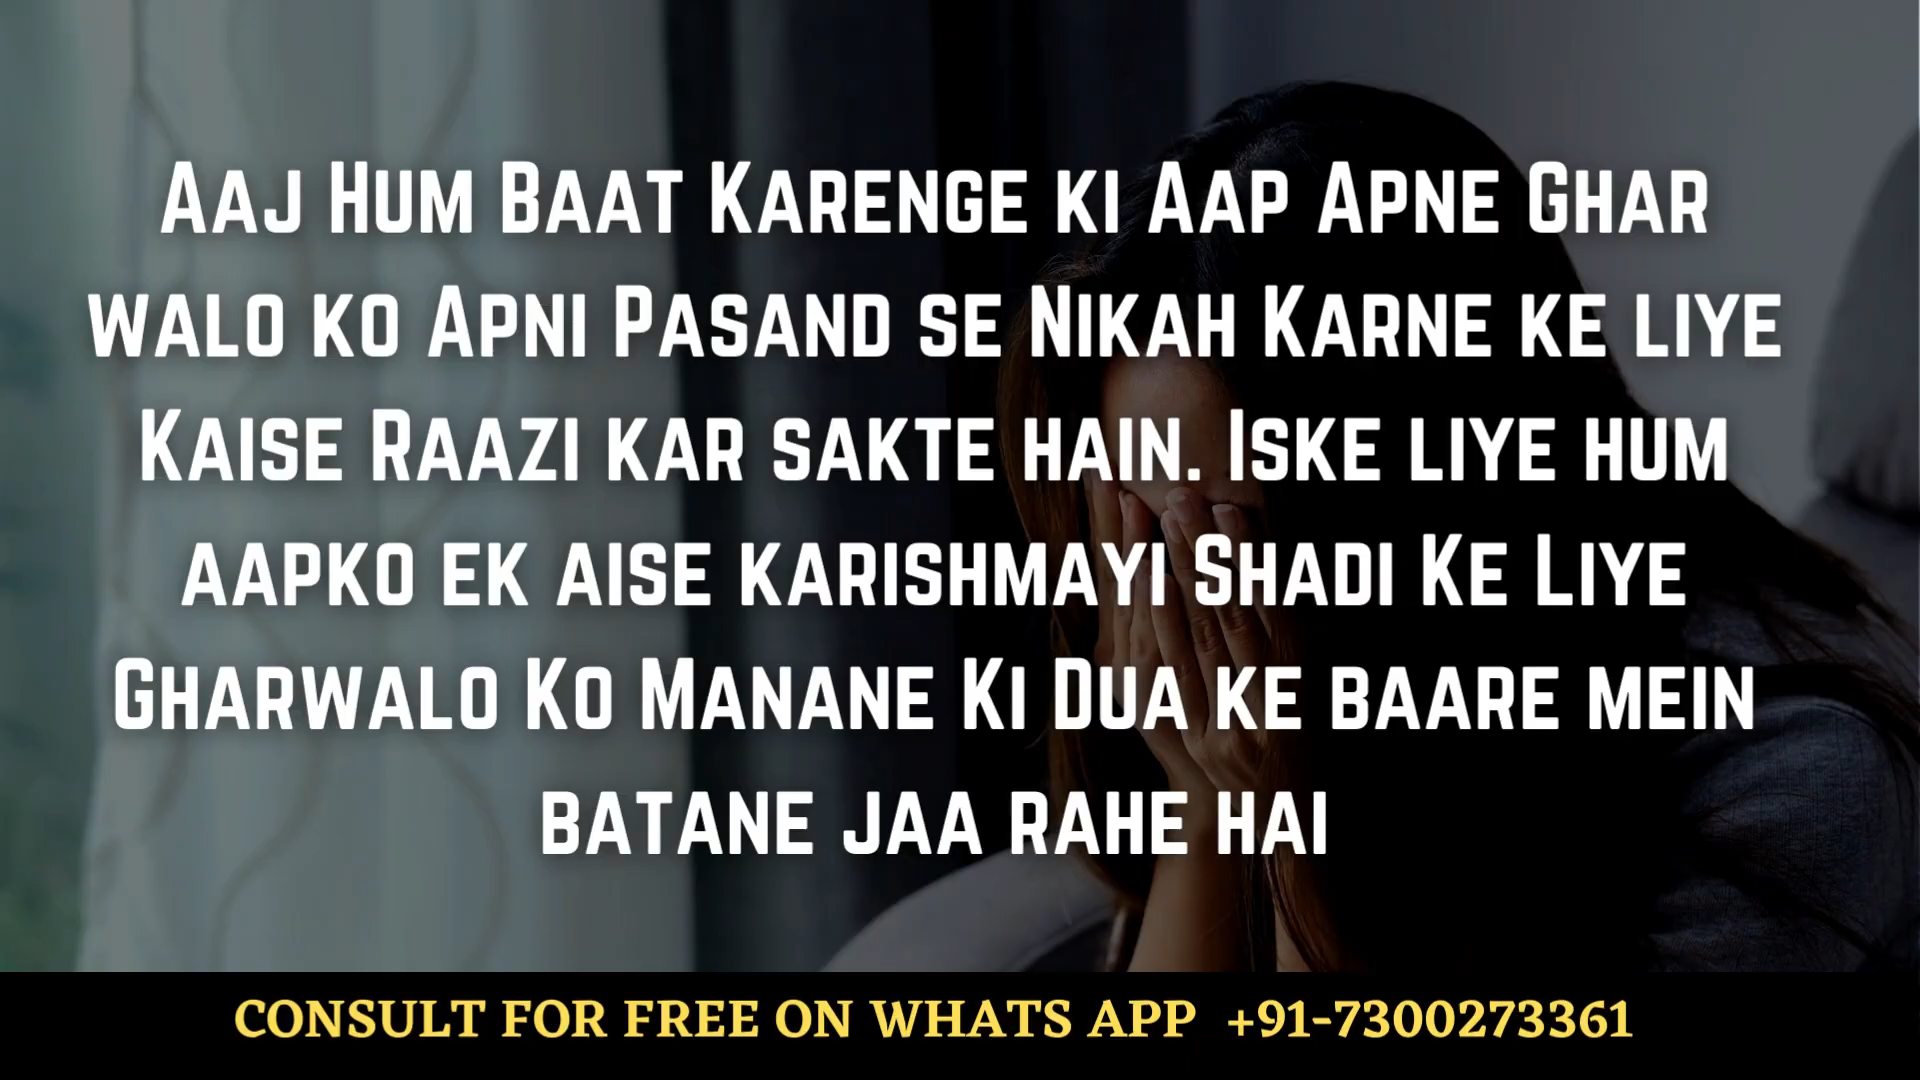 Aaj Hum Baat Karenge ki Aap Apne Ghar
walo ko Apni Pasand se Nikah Karne ke liye
Kaise Raazi kar sakte hain. Iske liye hum
aapko ek aise karishmayi Shadi Ke Liye
Gharwalo Ko Manane Ki Dua ke baare mein
batane jaa rahe hai
CONSULT FOR FREE ON WHATS APP +91-7300273361